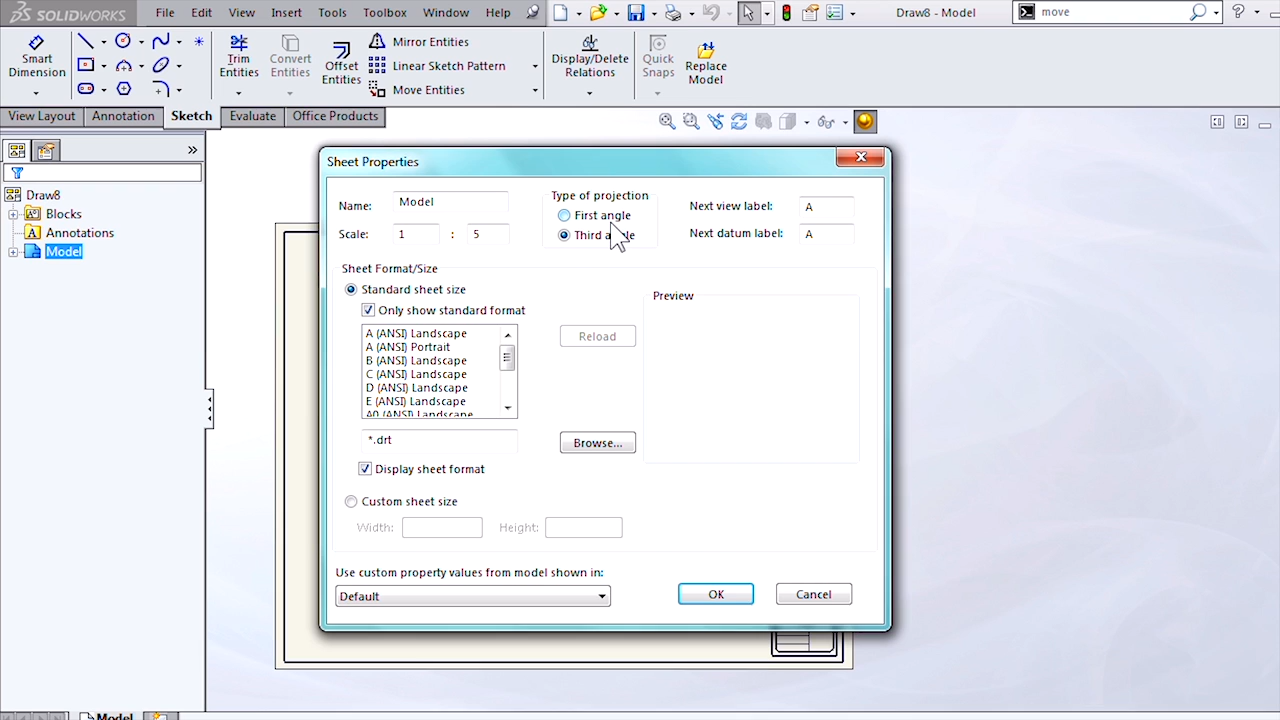 SOLIDWORKS File Edit View Insert Tools Toolbox Window Help Draw8 - Model move ?
Smart Dimension
Trim Entities
Convert Entities
Offset Entities
Mirror Entities
Linear Sketch Pattern
Move Entities
Display/Delete Relations
Quick Snaps
Replace Model
View Layout Annotation Sketch Evaluate Office Products
Draw8
Blocks
Annotations
Model
Sheet Properties
Name: Model
Scale: 1 : 5
Type of projection
First angle
Third angle
Next view label: A
Next datum label: A
Sheet Format/Size
Standard sheet size
Only show standard format
A (ANSI) Landscape
A (ANSI) Portrait
B (ANSI) Landscape
C (ANSI) Landscape
D (ANSI) Landscape
E (ANSI) Landscape
A0 (ANSI) Landscape
Reload
Preview
*.drt
Browse...
Display sheet format
Custom sheet size
Width: Height:
Use custom property values from model shown in:
Default
OK Cancel
Model